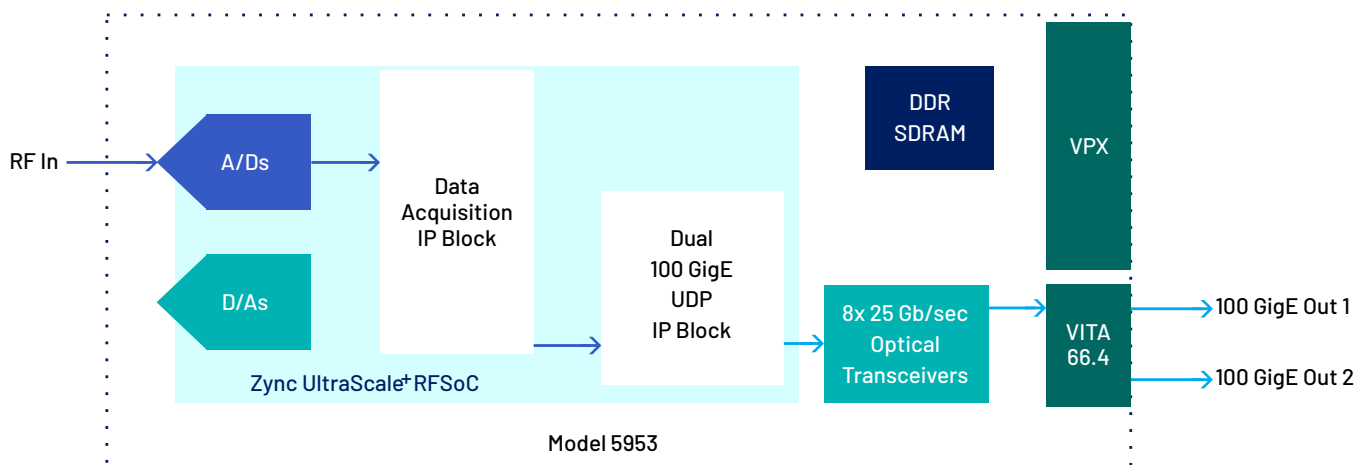 RF In
A/Ds
D/As
Data
Acquisition
IP Block
Dual
100 GigE
UDP
IP Block
Zync UltraScale+ RFSoC
DDR
SDRAM
8x 25 Gb/sec
Optical
Transceivers
VPX
VITA
66.4
100 GigE Out 1
100 GigE Out 2
Model 5953